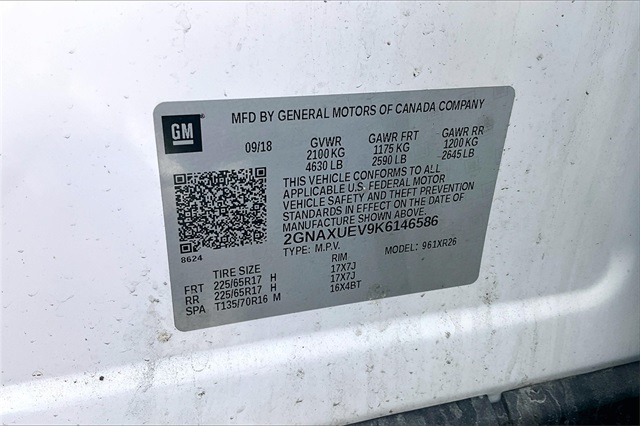 MFD BY GENERAL MOTORS OF CANADA COMPANY
GM
09/18 GVWR GAWR FRT GAWR RR
2100 KG 1175 KG 1200 KG
4630 LB 2590 LB 2645 LB
THIS VEHICLE CONFORMS TO ALL
APPLICABLE U.S. FEDERAL MOTOR
VEHICLE SAFETY AND THEFT PREVENTION
STANDARDS IN EFFECT ON THE DATE OF
MANUFACTURE SHOWN ABOVE.
2GNAXUEV9K6146586
8624
TYPE: M.P.V. MODEL: 961XR26
TIRE SIZE RIM
FRT 225/65R17 H 17X7J
RR 225/65R17 H 17X7J
SPA T135/70R16 M 16X4BT